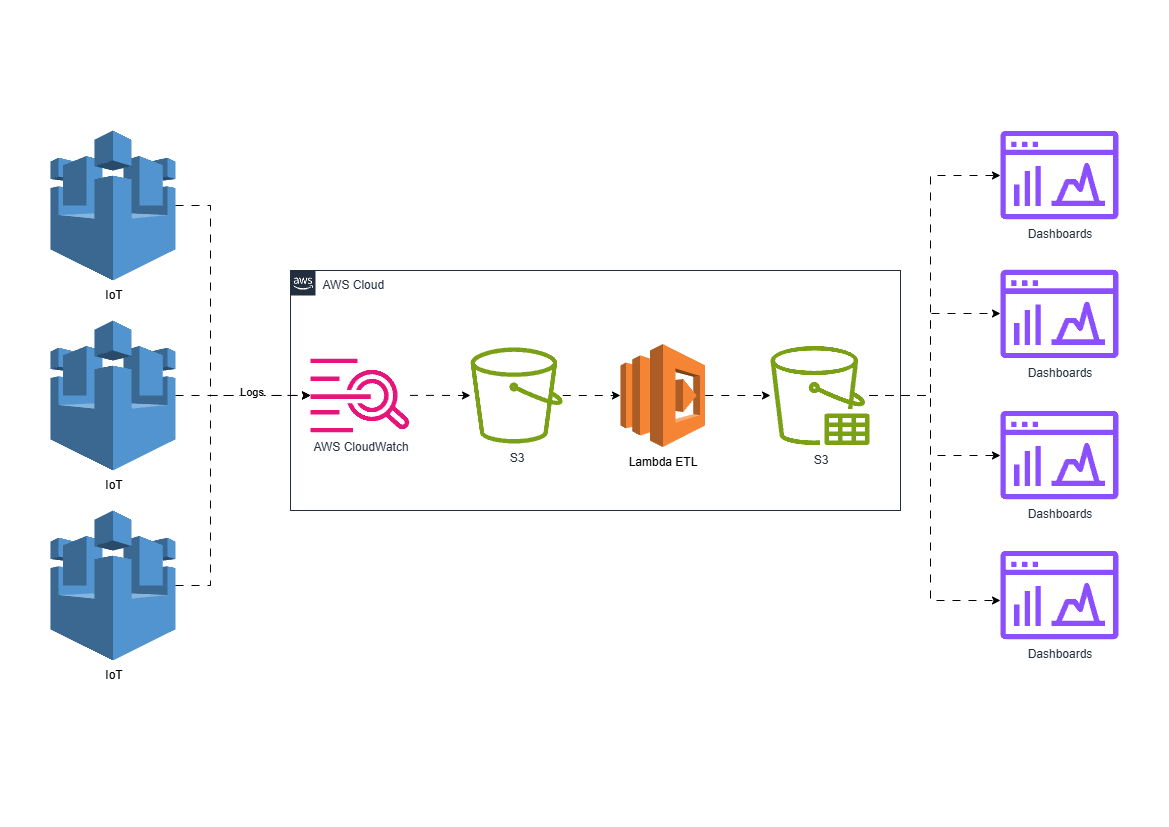 IoT
IoT
IoT
Logs
aws
AWS Cloud
AWS CloudWatch
S3
Lambda ETL
S3
Dashboards
Dashboards
Dashboards
Dashboards